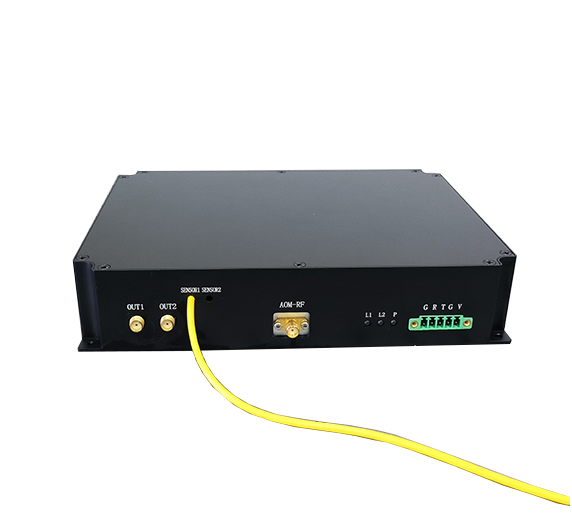 SENSOR1 SENSOR2
OUT1 OUT2
AOM-RF
L1 L2 P
G R T G V